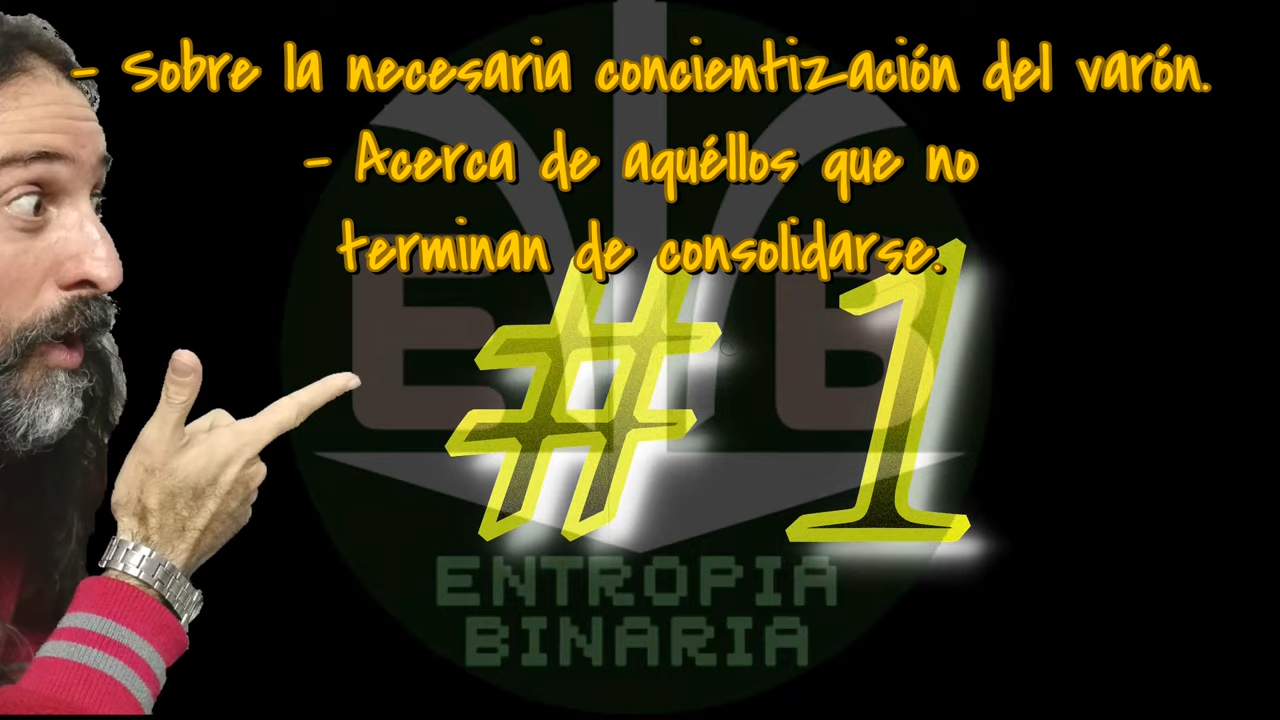 - Sobre la necesaria concientización del varón.
- Acerca de aquéllos que no
terminan de consolidarse.
# 1
E B
ENTROPIA
BINARIA